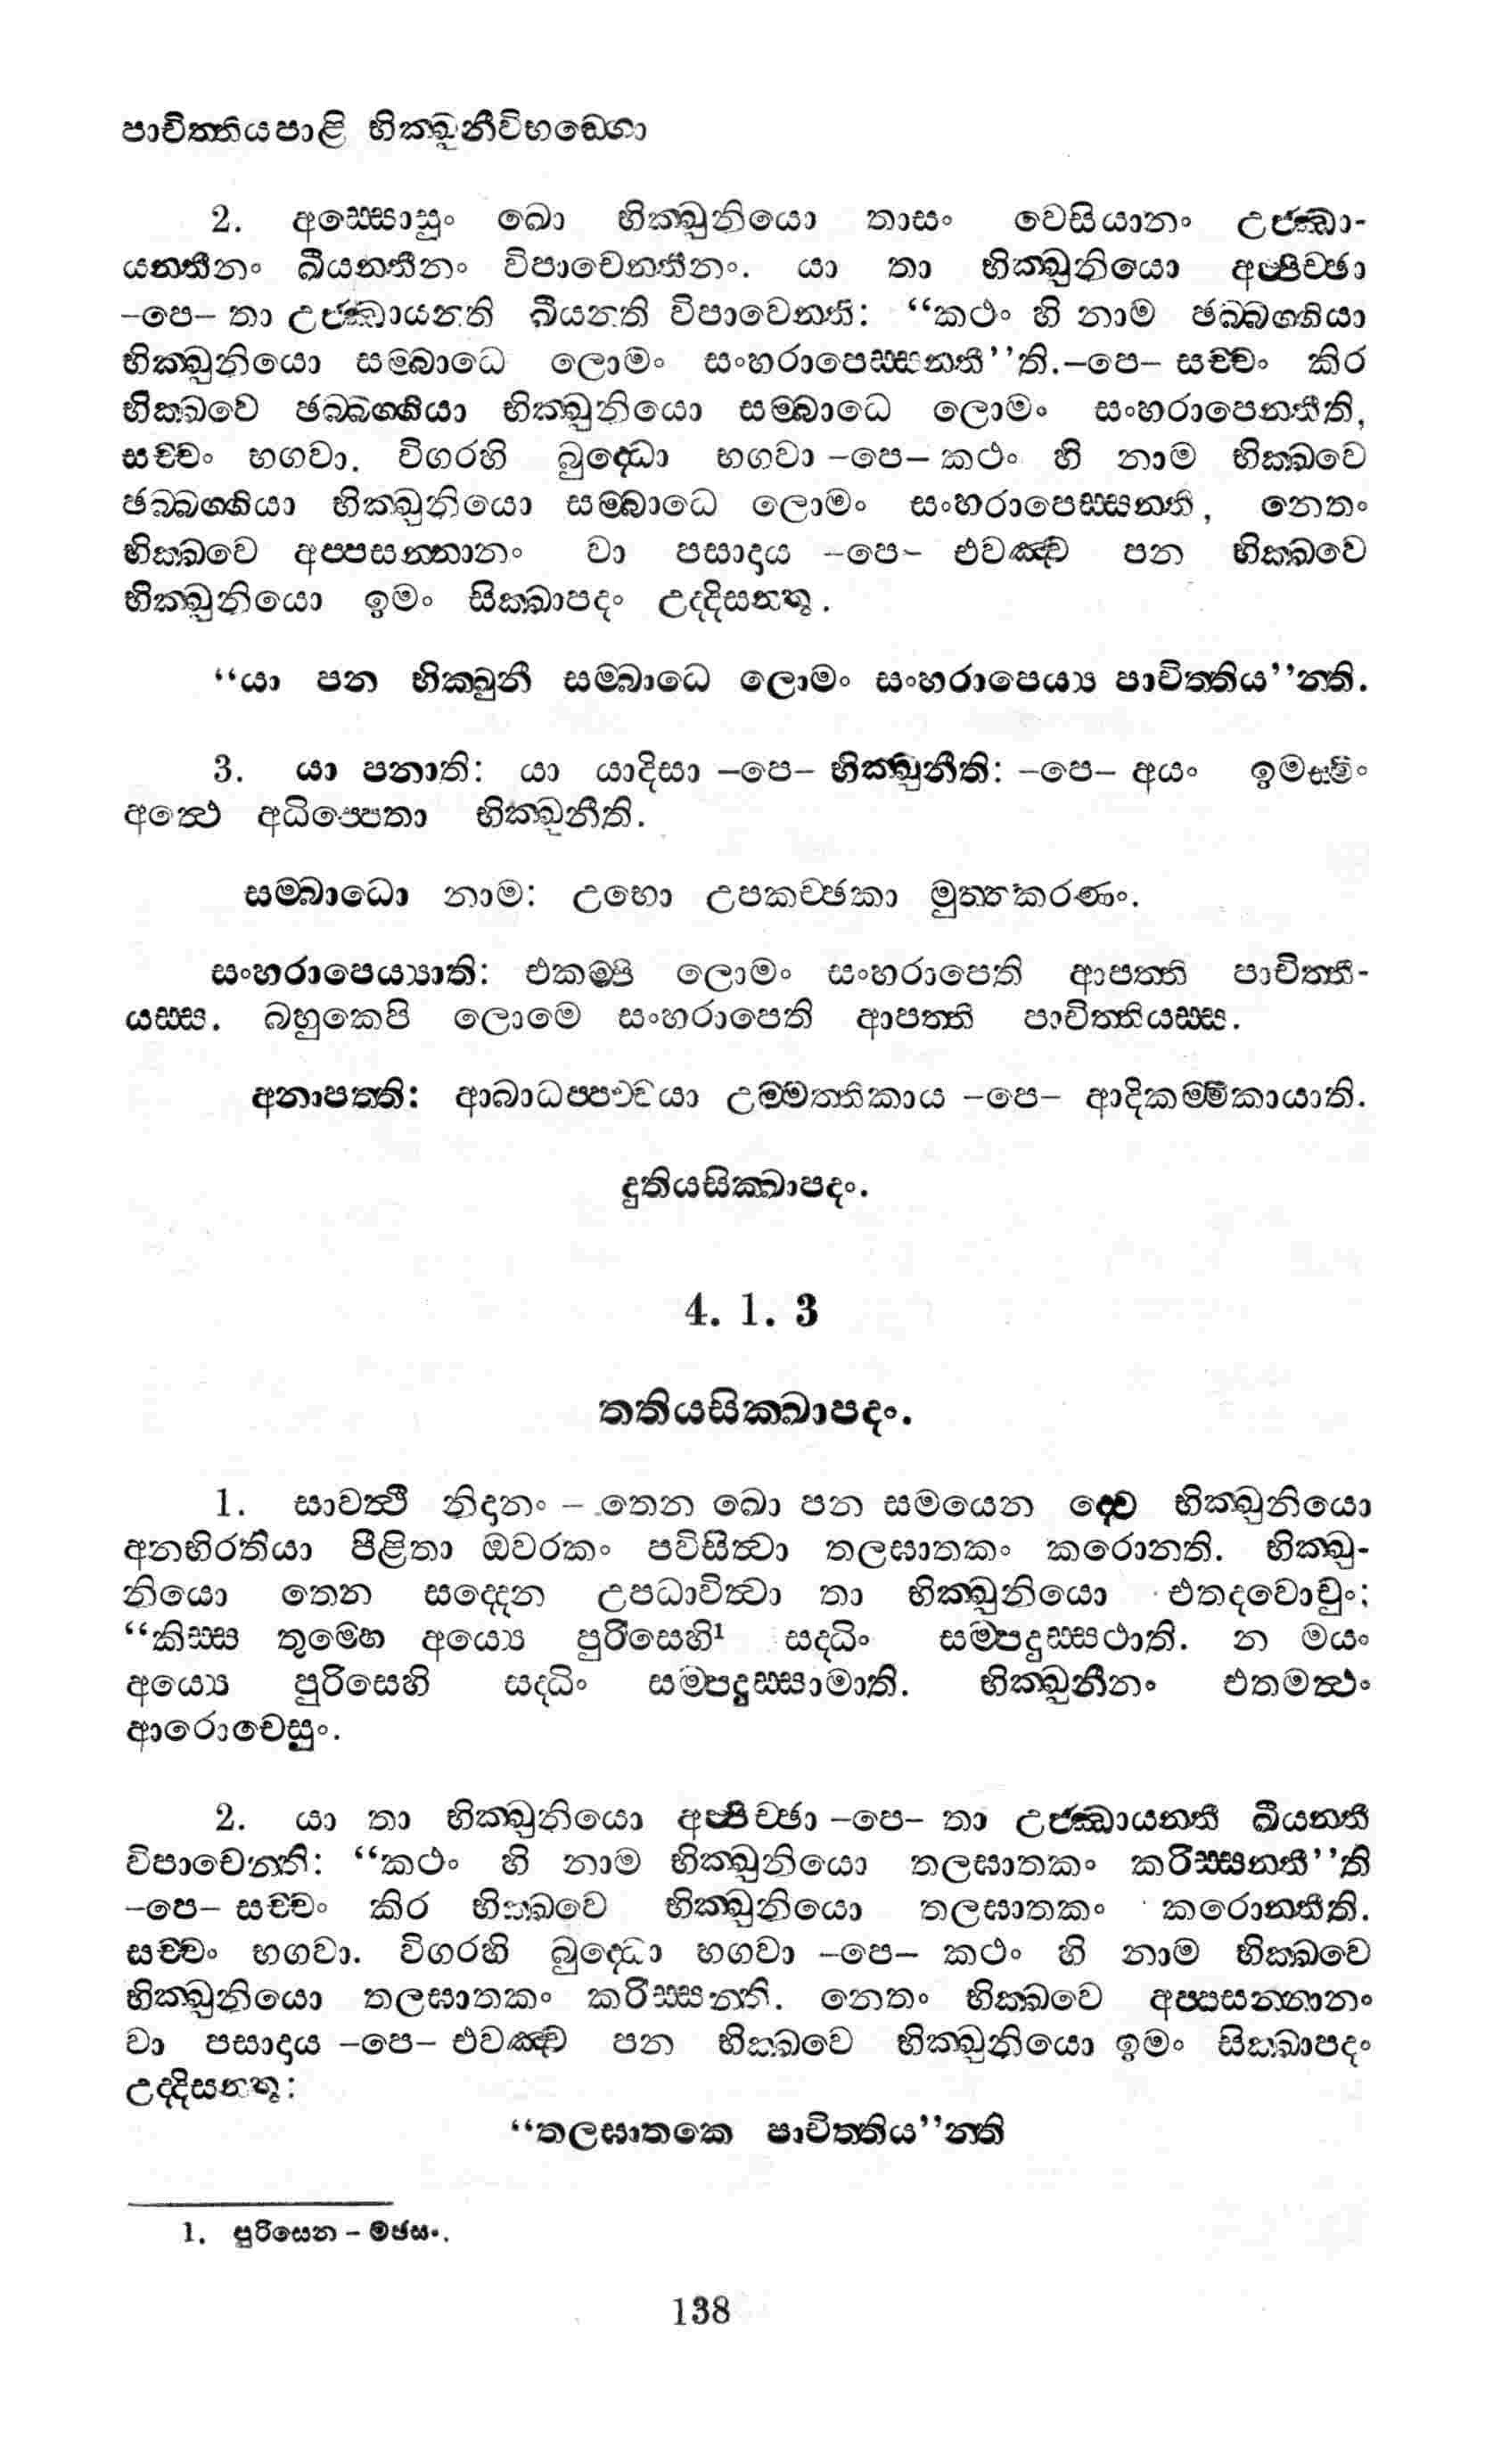 පාචිත්තියපාළි භික්ඛුනීවිභඞ්ගො
2. අස්සොසුං ඛො භික්ඛුනියො තාසං වෙසියානං උජ්ඣා-
යන්තීනං ඛීයන්තීනං විපාචෙන්තීනං. යා තා භික්ඛුනියො අප්පිච්ඡා
–පෙ– තා උජ්ඣායන්ති ඛීයන්ති විපාචෙන්ති: “කථං හි නාම ඡබ්බග්ගියා
භික්ඛුනියො සම්බාධෙ ලොමං සංහරාපෙස්සන්තී”ති.–පෙ– සච්චං කිර
භික්ඛවෙ ඡබ්බග්ගියා භික්ඛුනියො සම්බාධෙ ලොමං සංහරාපෙන්තීති,
සච්චං භගවා. විගරහි බුද්ධො භගවා –පෙ– කථං හි නාම භික්ඛවෙ
ඡබ්බග්ගියා භික්ඛුනියො සම්බාධෙ ලොමං සංහරාපෙස්සන්ති, නෙතං
භික්ඛවෙ අප්පසන්නානං වා පසාදාය –පෙ– එවඤ්ච පන භික්ඛවෙ
භික්ඛුනියො ඉමං සික්ඛාපදං උද්දිසන්තු.
“යා පන භික්ඛුනී සම්බාධෙ ලොමං සංහරාපෙය්‍ය පාචිත්තිය”න්ති.
3. යා පනාති: යා යාදිසා –පෙ– භික්ඛුනීති: –පෙ– අයං ඉමස්මිං
අත්ථෙ අධිප්පෙතා භික්ඛුනීති.
සම්බාධො නාම: උභො උපකච්ඡකා මුත්තකරණං.
සංහරාපෙය්‍යාති: එකම්පි ලොමං සංහරාපෙති ආපත්ති පාචිත්ති-
යස්ස. බහුකෙපි ලොමෙ සංහරාපෙති ආපත්ති පාචිත්තියස්ස.
අනාපත්ති: ආබාධප්පච්චයා උම්මත්තිකාය –පෙ– ආදිකම්මිකායාති.
දුතියසික්ඛාපදං.
4. 1. 3
තතියසික්ඛාපදං.
1. සාවත්ථි නිදානං – තෙන ඛො පන සමයෙන ද්වෙ භික්ඛුනියො
අනභිරතියා පීළිතා ඔවරකං පවිසිත්වා තලඝාතකං කරොන්ති. භික්ඛු-
නියො තෙන සද්දෙන උපධාවිත්වා තා භික්ඛුනියො එතදවොචුං:
“කිස්ස තුම්හෙ අය්‍යෙ පුරිසෙහි¹ සද්ධිං සම්පදුස්සථාති. න මයං
අය්‍යෙ පුරිසෙහි සද්ධිං සම්පදුස්සාමාති. භික්ඛුනීනං එතමත්ථං
ආරොචෙසුං.
2. යා තා භික්ඛුනියො අප්පිච්ඡා –පෙ– තා උජ්ඣායන්ති ඛීයන්ති
විපාචෙන්ති: “කථං හි නාම භික්ඛුනියො තලඝාතකං කරිස්සන්තී”ති
–පෙ– සච්චං කිර භික්ඛවෙ භික්ඛුනියො තලඝාතකං කරොන්තීති.
සච්චං භගවා. විගරහි බුද්ධො භගවා –පෙ– කථං හි නාම භික්ඛවෙ
භික්ඛුනියො තලඝාතකං කරිස්සන්ති. නෙතං භික්ඛවෙ අප්පසන්නානං
වා පසාදාය –පෙ– එවඤ්ච පන භික්ඛවෙ භික්ඛුනියො ඉමං සික්ඛාපදං
උද්දිසන්තු:
“තලඝාතකෙ පාචිත්තිය”න්ති
1. පුරිසෙන – මඡසං.
138